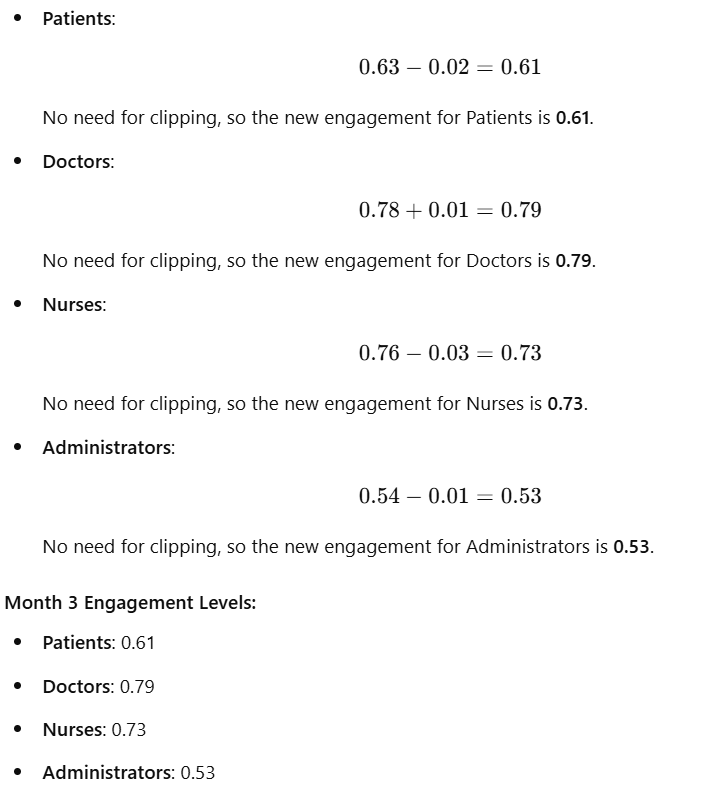 • Patients:
0.63 − 0.02 = 0.61
No need for clipping, so the new engagement for Patients is 0.61.
• Doctors:
0.78 + 0.01 = 0.79
No need for clipping, so the new engagement for Doctors is 0.79.
• Nurses:
0.76 − 0.03 = 0.73
No need for clipping, so the new engagement for Nurses is 0.73.
• Administrators:
0.54 − 0.01 = 0.53
No need for clipping, so the new engagement for Administrators is 0.53.
Month 3 Engagement Levels:
• Patients: 0.61
• Doctors: 0.79
• Nurses: 0.73
• Administrators: 0.53